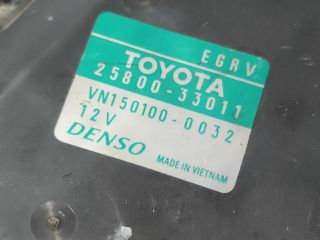 EGRV
TOYOTA
25800-33011
VN150100-0032
12V
DENSO
MADE IN VIETNAM